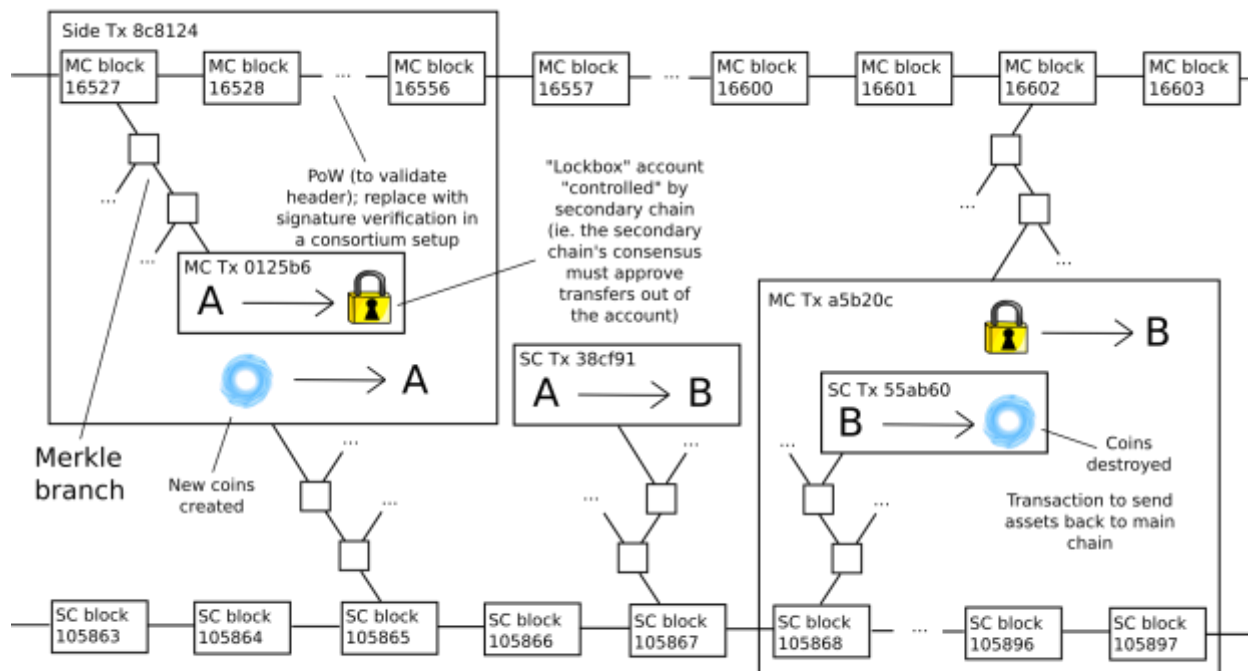 Side Tx 8c8124
MC block
16527
MC block
16528
...
MC block
16556
MC block
16557
...
MC block
16600
MC block
16601
MC block
16602
MC block
16603
PoW (to validate
header); replace with
signature verification in
a consortium setup
"Lockbox" account
"controlled" by
secondary chain
(ie. the secondary
chain's consensus
must approve
transfers out of
the account)
...
...
...
...
MC Tx 0125b6
A
A
Merkle
branch
New coins
created
SC Tx 38cf91
A
B
MC Tx a5b20c
B
SC Tx 55ab60
B
Coins
destroyed
Transaction to send
assets back to main
chain
...
...
...
...
...
...
SC block
105863
SC block
105864
SC block
105865
SC block
105866
SC block
105867
SC block
105868
...
SC block
105896
SC block
105897